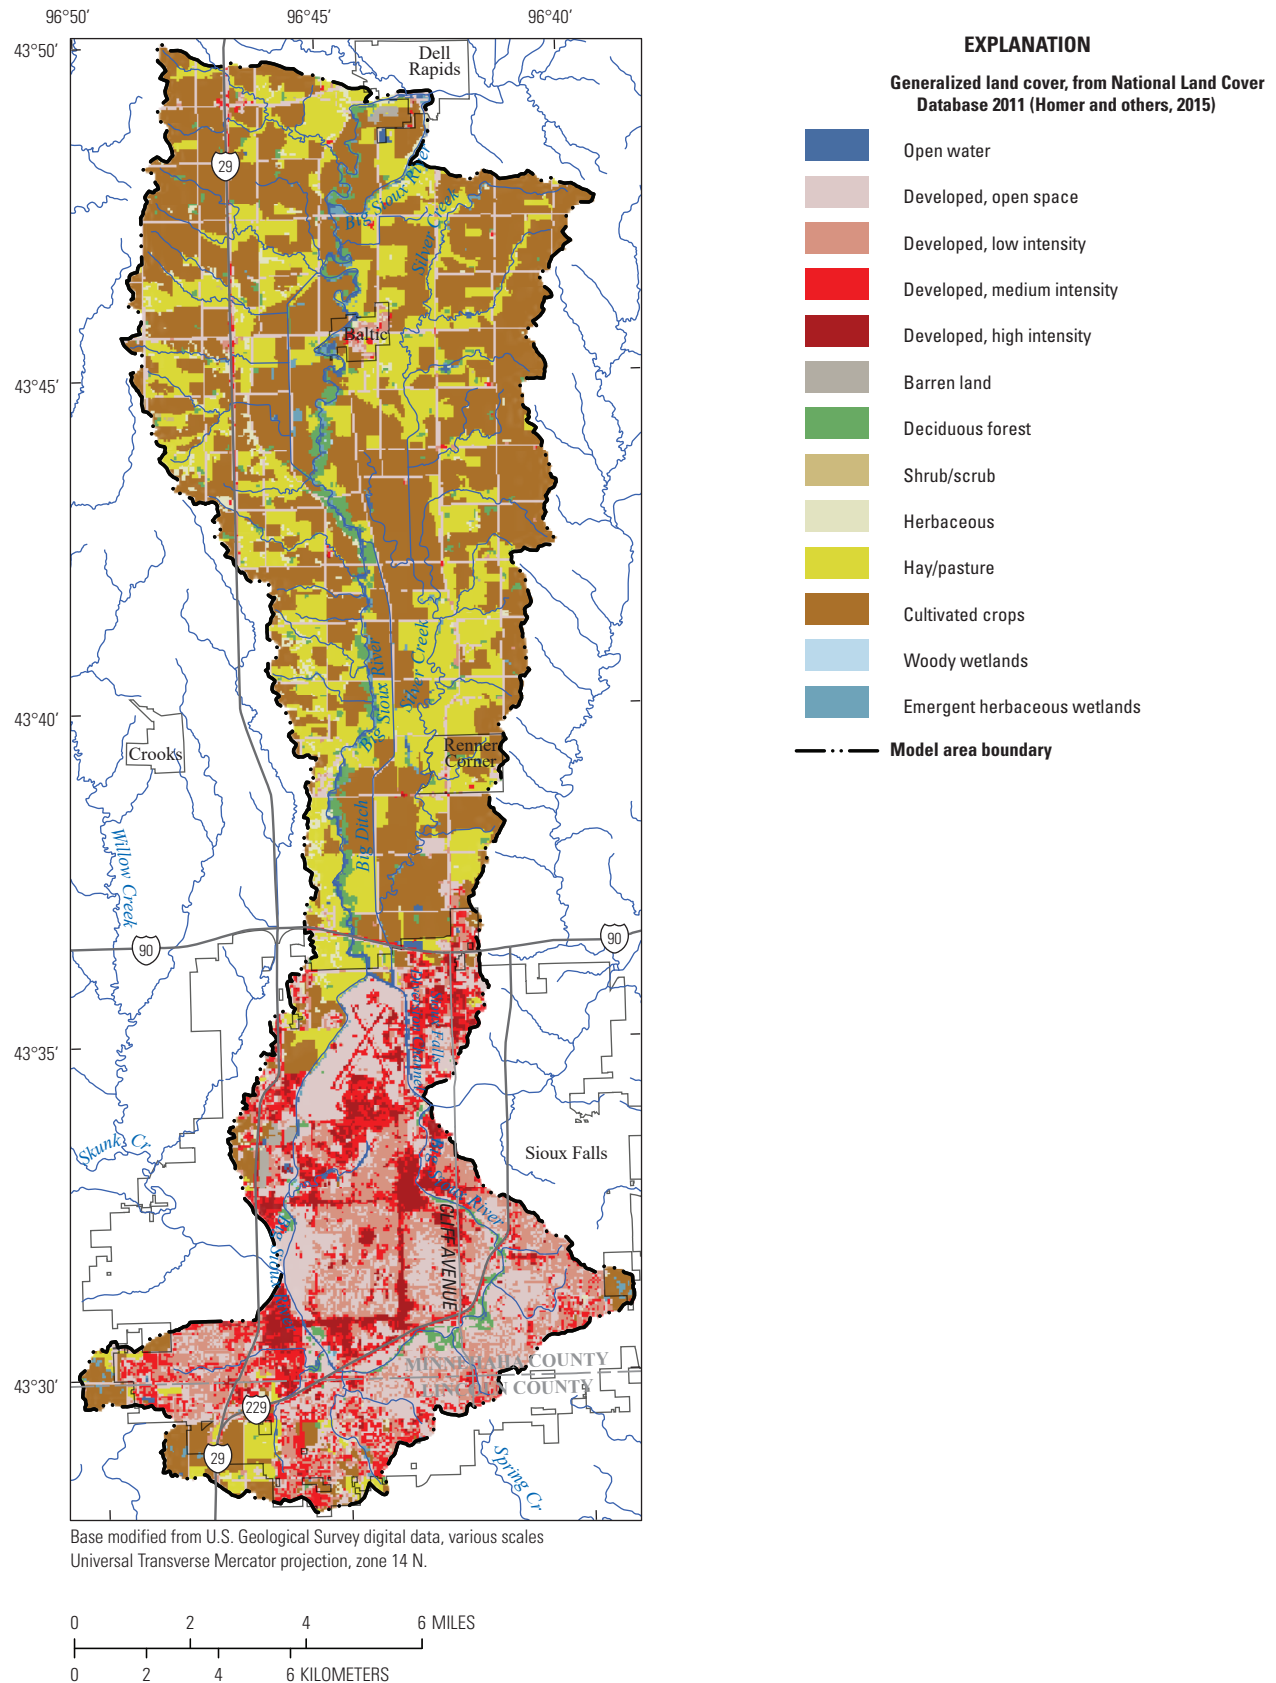 96°50′
96°45′
96°40′
43°50′
Dell
Rapids
29
Big Sioux River
Silver Creek
Baltic
43°45′
Big Sioux River
Silver Creek
43°40′
Crooks
Renner
Corner
Big Ditch
Willow Creek
90
90
Sioux Falls
Diversion Channel
43°35′
Skunk Cr
Sioux Falls
Big Sioux River
Big Sioux River
CLIFF AVENUE
MINNEHAHA COUNTY
LINCOLN COUNTY
43°30′
229
29
Spring Cr
Base modified from U.S. Geological Survey digital data, various scales
Universal Transverse Mercator projection, zone 14 N.
0 2 4 6 MILES
0 2 4 6 KILOMETERS
EXPLANATION
Generalized land cover, from National Land Cover
Database 2011 (Homer and others, 2015)
Open water
Developed, open space
Developed, low intensity
Developed, medium intensity
Developed, high intensity
Barren land
Deciduous forest
Shrub/scrub
Herbaceous
Hay/pasture
Cultivated crops
Woody wetlands
Emergent herbaceous wetlands
Model area boundary